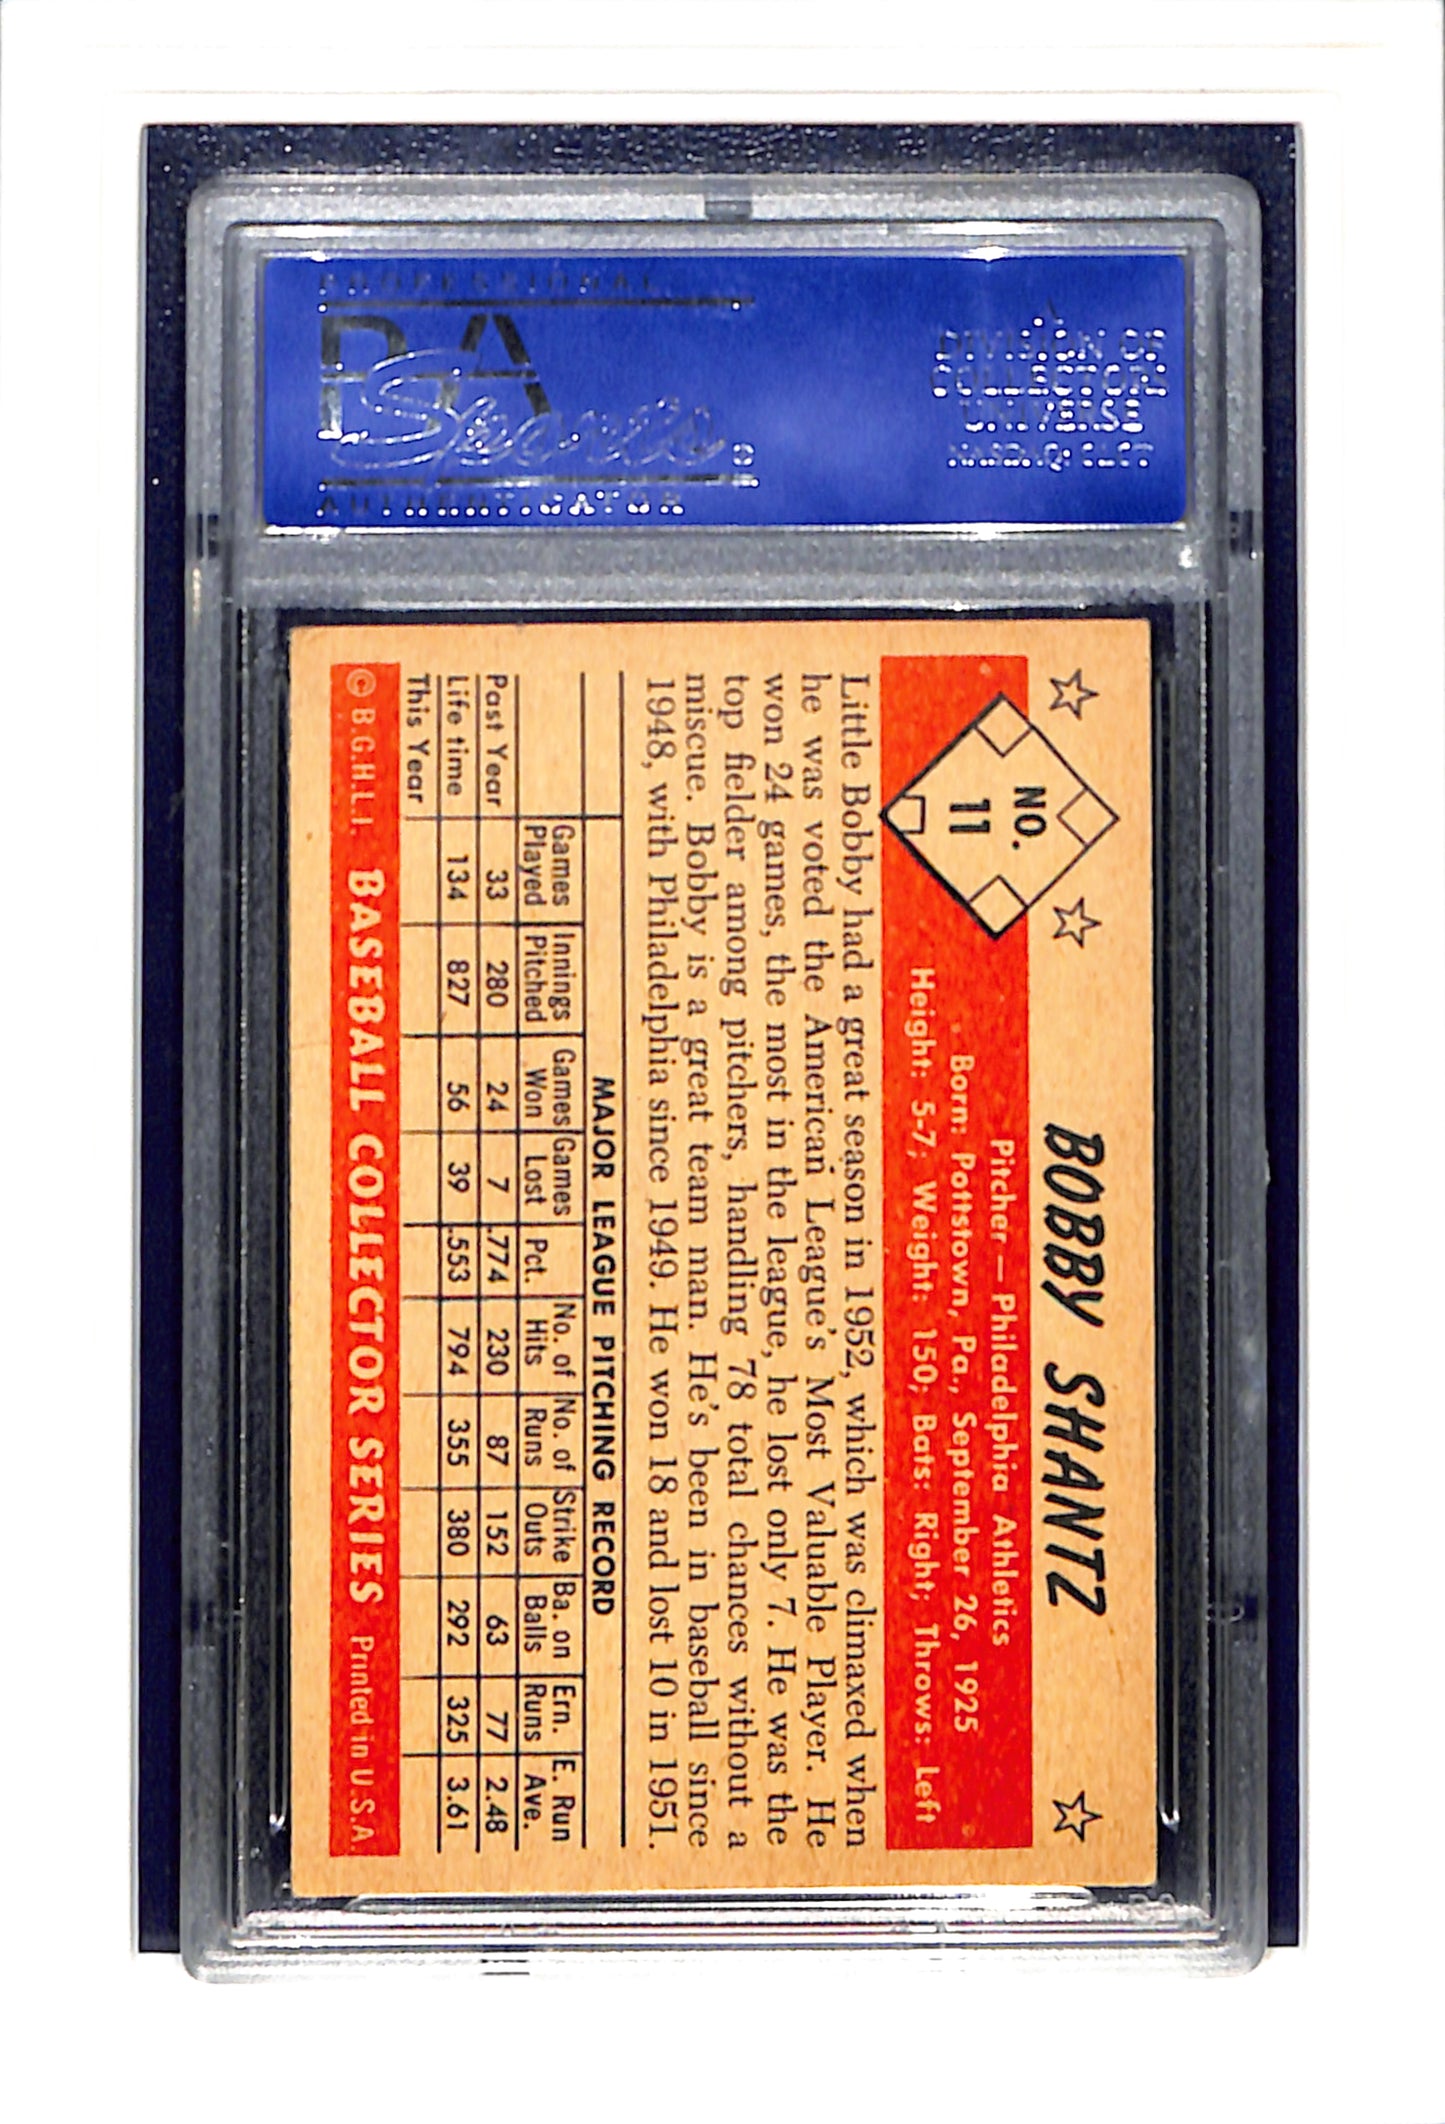 PROFESSIONAL
PSA
Sports
AUTHENTICATOR
DIVISION OF
COLLECTORS
UNIVERSE
NASDAQ: CLCT
BOBBY SHANTZ
NO.
11
Pitcher — Philadelphia Athletics
Born: Pottstown, Pa., September 26, 1925
Height: 5-7; Weight: 150; Bats: Right; Throws: Left
Little Bobby had a great season in 1952, which was climaxed when
he was voted the American League's Most Valuable Player. He
won 24 games, the most in the league, he lost only 7. He was the
top fielder among pitchers, handling 78 total chances without a
miscue. Bobby is a great team man. He's been in baseball since
1948, with Philadelphia since 1949. He won 18 and lost 10 in 1951.
MAJOR LEAGUE PITCHING RECORD
Games Played Innings Pitched Games Won Games Lost Pct. No. of Hits No. of Runs Strike Outs Ba. on Balls Ern. Runs E. Run Ave.
Past Year 33 280 24 7 .774 230 87 152 63 77 2.48
Life time 134 827 56 39 .553 794 355 380 292 325 3.61
This Year
© B.G.H.L.I. BASEBALL COLLECTOR SERIES Printed in U.S.A.